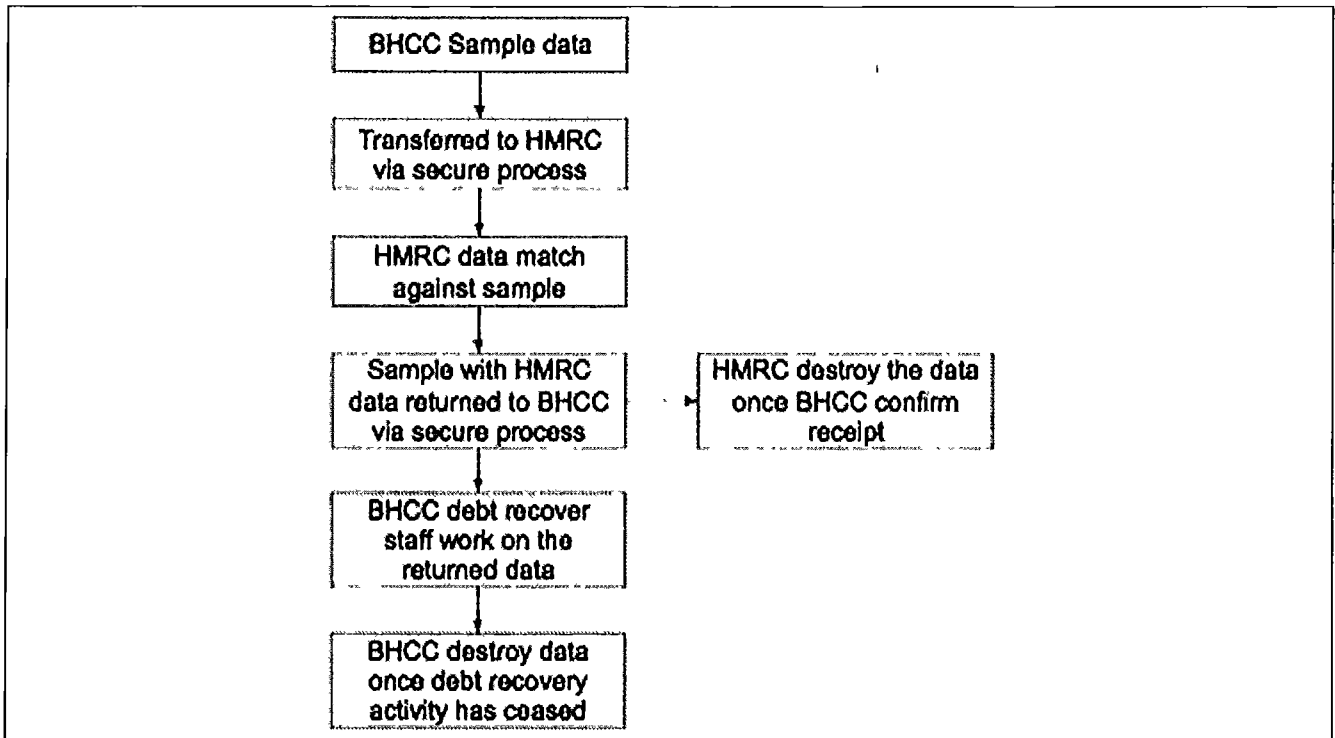 BHCC Sample data
Transferred to HMRC
via secure process
HMRC data match
against sample
Sample with HMRC
data returned to BHCC
via secure process
HMRC destroy the data
once BHCC confirm
receipt
BHCC debt recover
staff work on the
returned data
BHCC destroy data
once debt recovery
activity has ceased